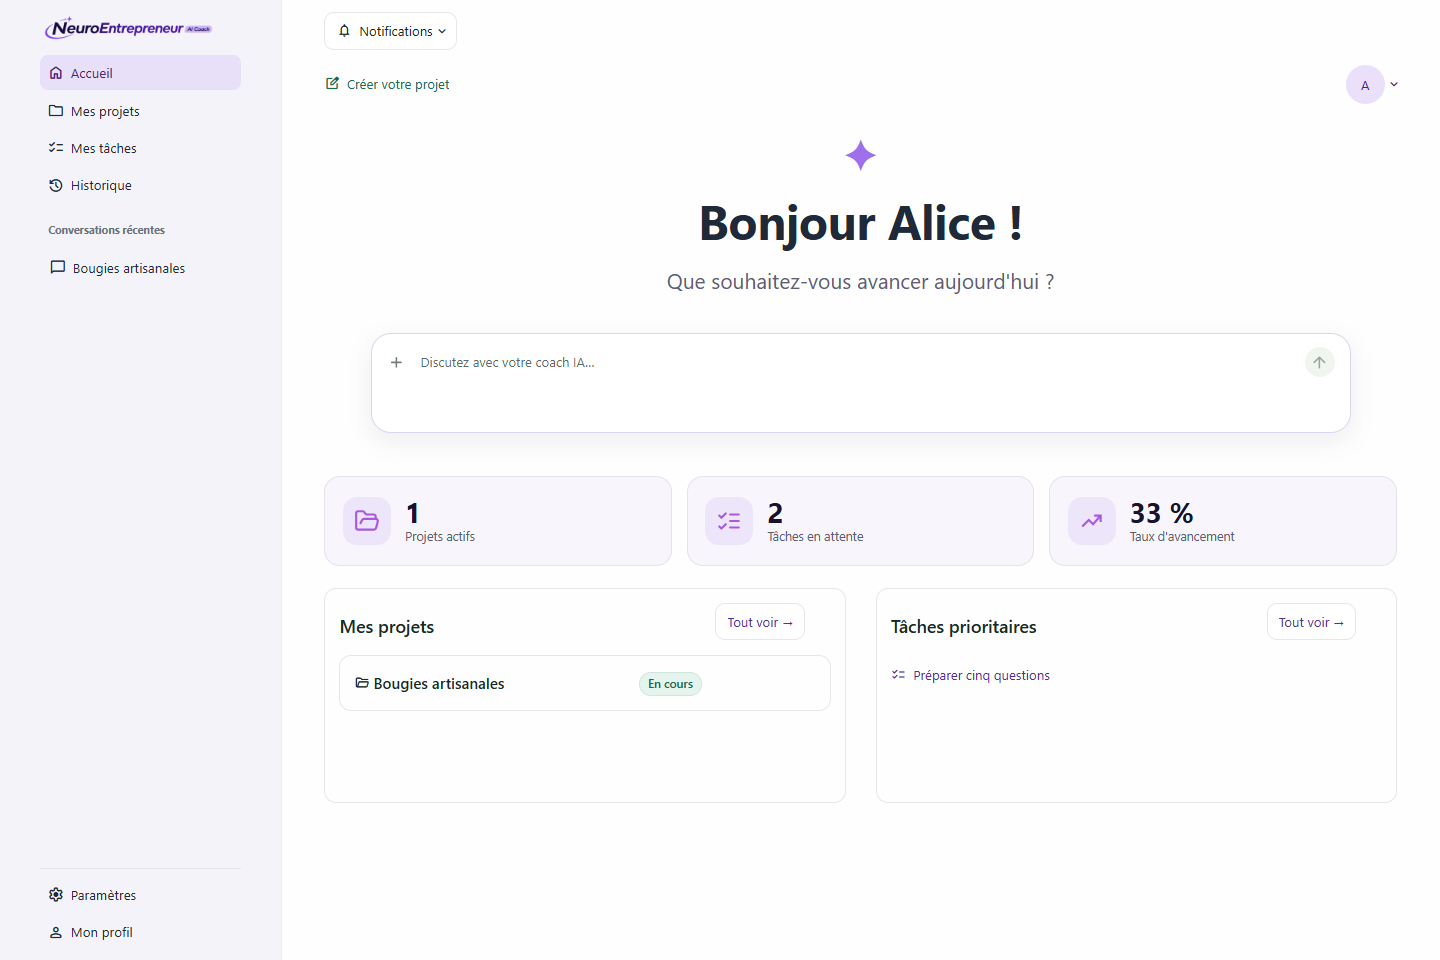 NeuroEntrepreneur AI Coach
Accueil
Mes projets
Mes tâches
Historique
Conversations récentes
Bougies artisanales
Paramètres
Mon profil
Notifications
Créer votre projet
A
Bonjour Alice !
Que souhaitez-vous avancer aujourd'hui ?
Discutez avec votre coach IA...
1
Projets actifs
2
Tâches en attente
33 %
Taux d'avancement
Mes projets
Tout voir →
Bougies artisanales
En cours
Tâches prioritaires
Tout voir →
Préparer cinq questions